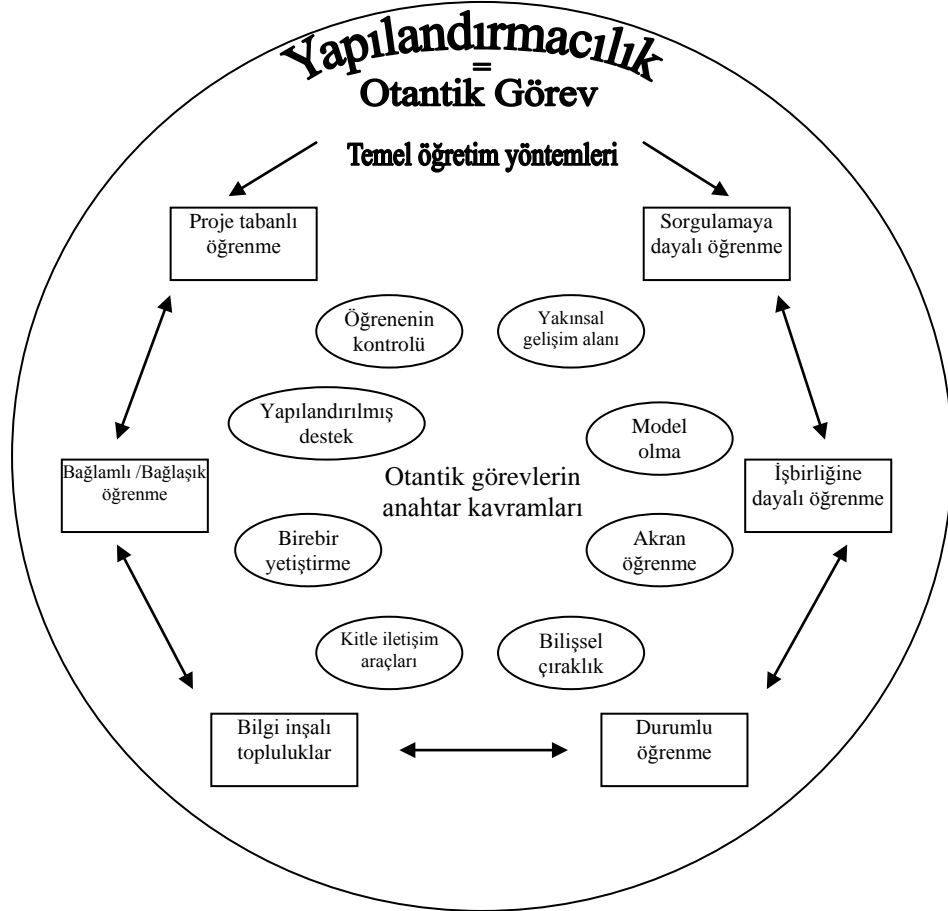 Yapılandırmacılık
=
Otantik Görev
Temel öğretim yöntemleri
Proje tabanlı
öğrenme
Sorgulamaya
dayalı öğrenme
Öğrenenin
kontrolü
Yakınsal
gelişim alanı
Yapılandırılmış
destek
Model
olma
Bağlamlı /Bağlaşık
öğrenme
Otantik görevlerin
anahtar kavramları
İşbirliğine
dayalı öğrenme
Birebir
yetiştirme
Akran
öğrenme
Kitle iletişim
araçları
Bilişsel
çıraklık
Bilgi inşalı
topluluklar
Durumlu
öğrenme